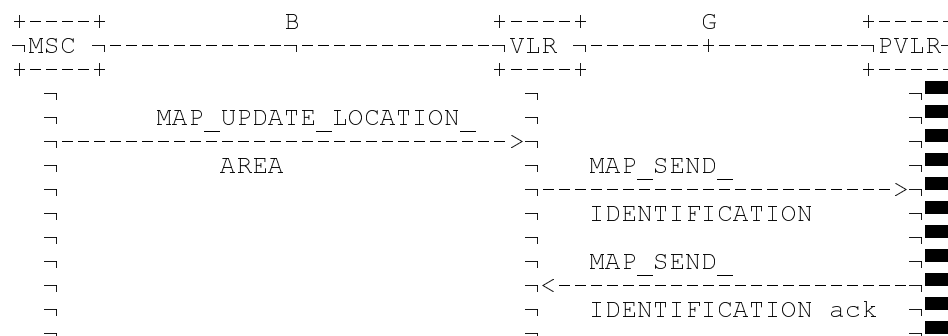 B G
MSC VLR PVLR
MAP_UPDATE_LOCATION_
AREA MAP_SEND_
IDENTIFICATION
MAP_SEND_
IDENTIFICATION ack